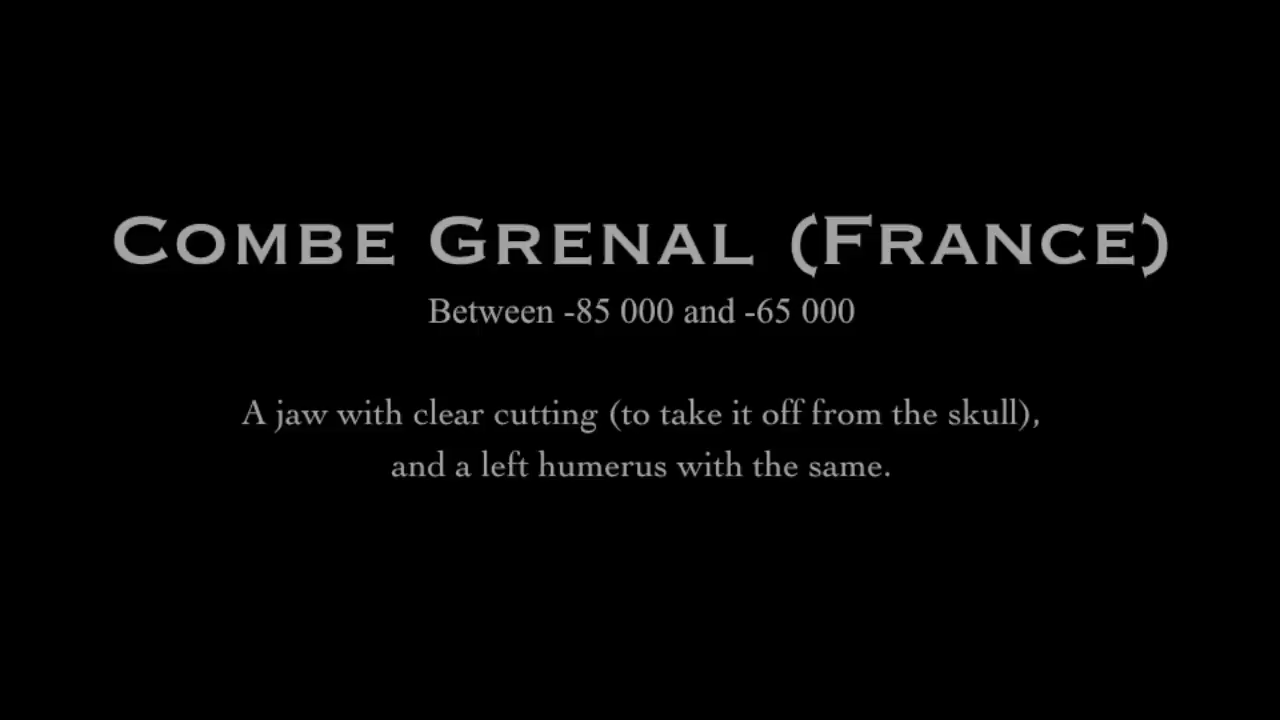 Combe Grenal (France)
Between -85 000 and -65 000
A jaw with clear cutting (to take it off from the skull),
and a left humerus with the same.